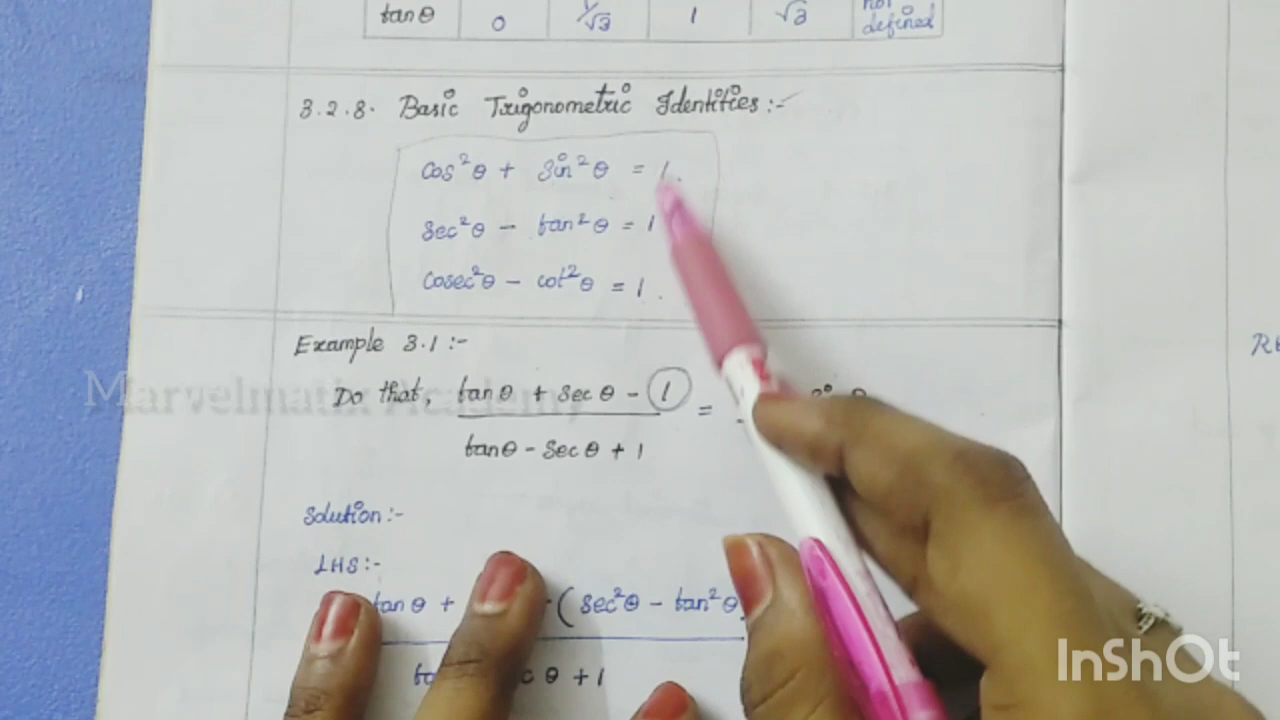 tanθ 0 1/√3 1 √3 not defined
3.2.8. Basic Trigonometric Identities:-
cos²θ + sin²θ = 1.
sec²θ - tan²θ = 1
cosec²θ - cot²θ = 1.
Example 3.1:-
Do that, tanθ + secθ - 1 =
tanθ - secθ + 1
Solution:-
LHS:-
tanθ + (sec²θ - tan²θ
θ + 1
Marvelmatix Academy
InShOt